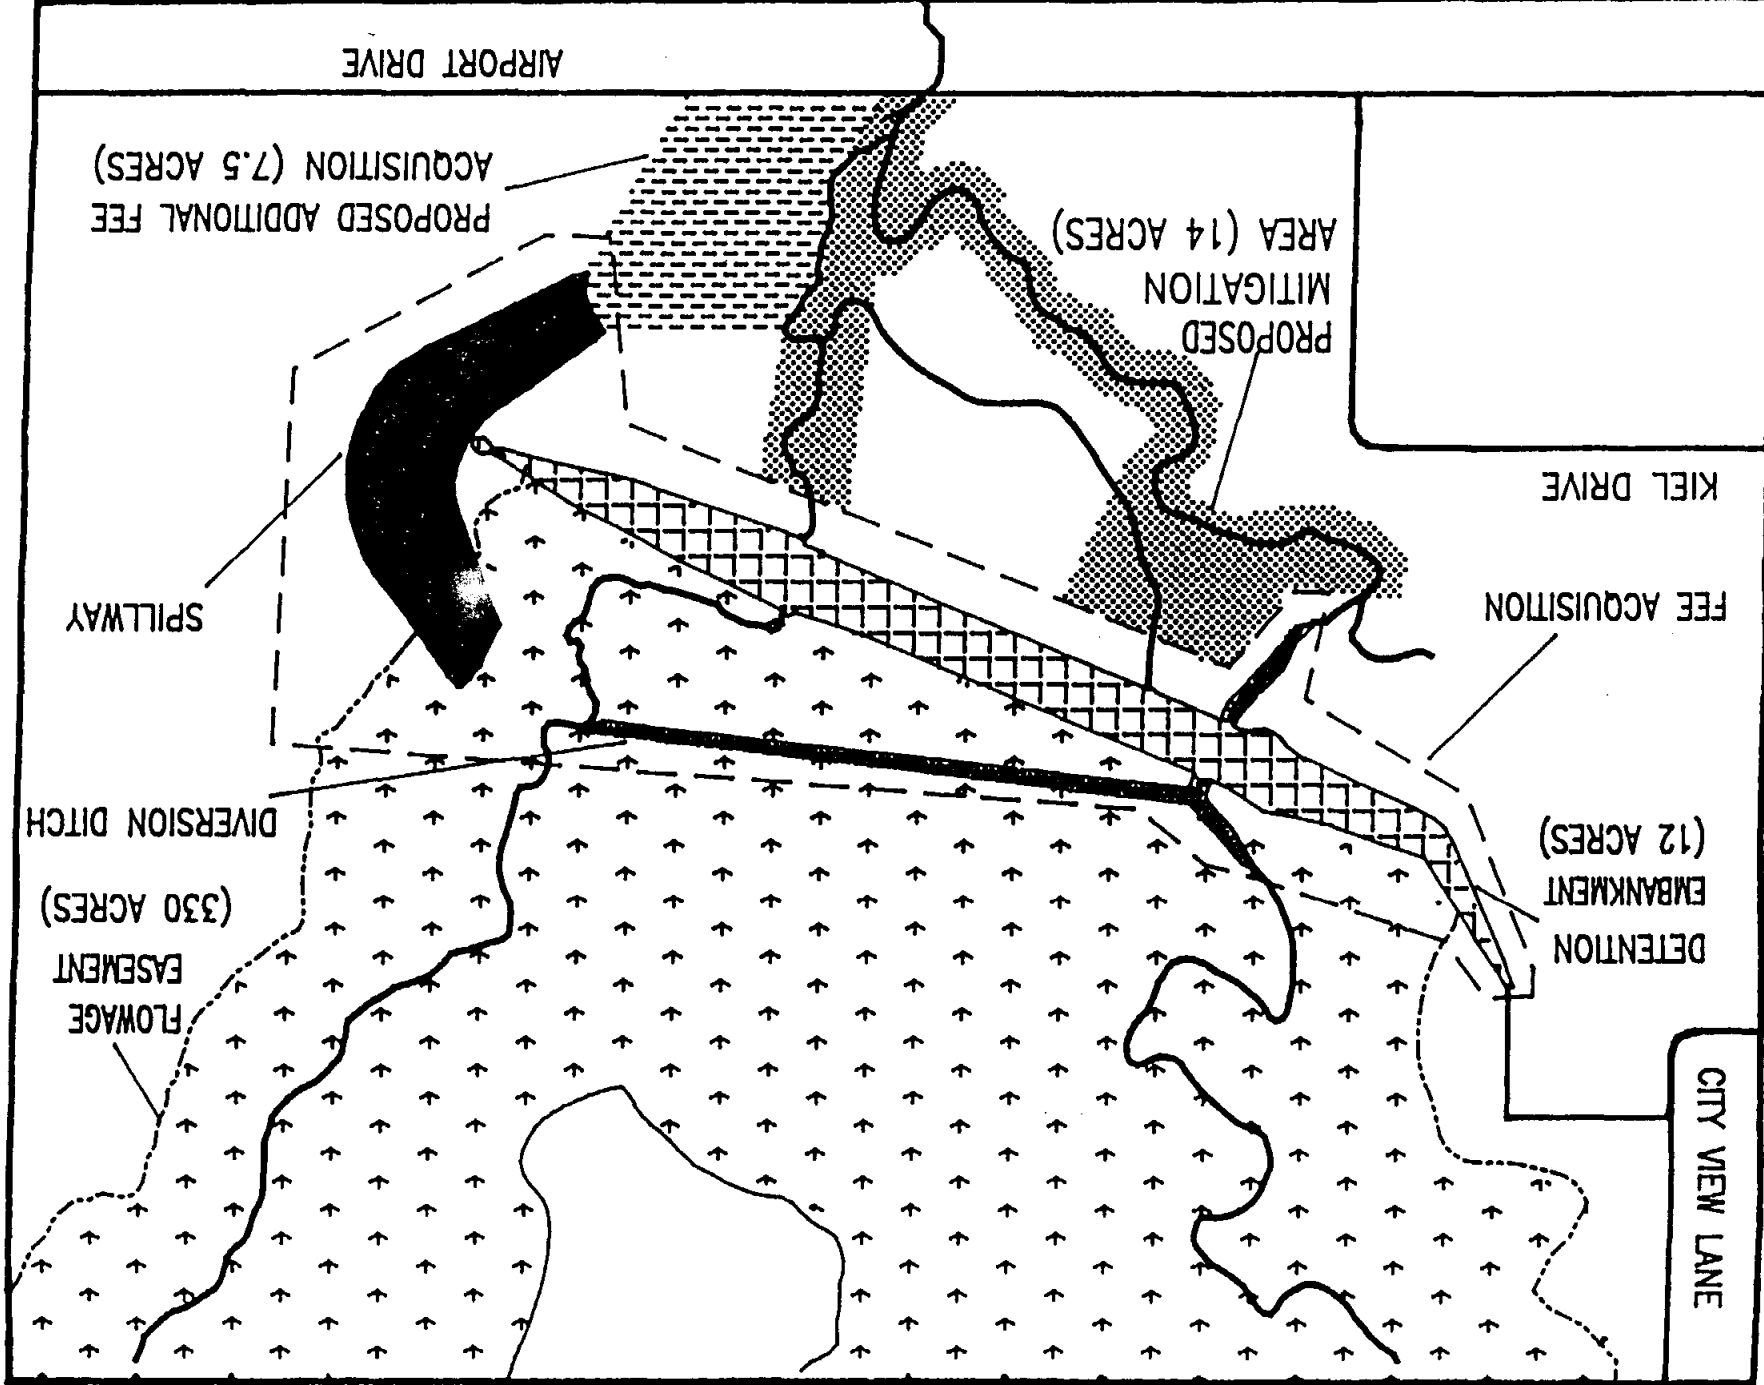 CITY VIEW LANE
FLOWAGE
EASEMENT
(330 ACRES)
DETENTION
EMBANKMENT
(12 ACRES)
DIVERSION DITCH
FEE ACQUISITION
SPILLWAY
KIEL DRIVE
PROPOSED
MITIGATION
AREA (14 ACRES)
PROPOSED ADDITIONAL FEE
ACQUISITION (7.5 ACRES)
AIRPORT DRIVE